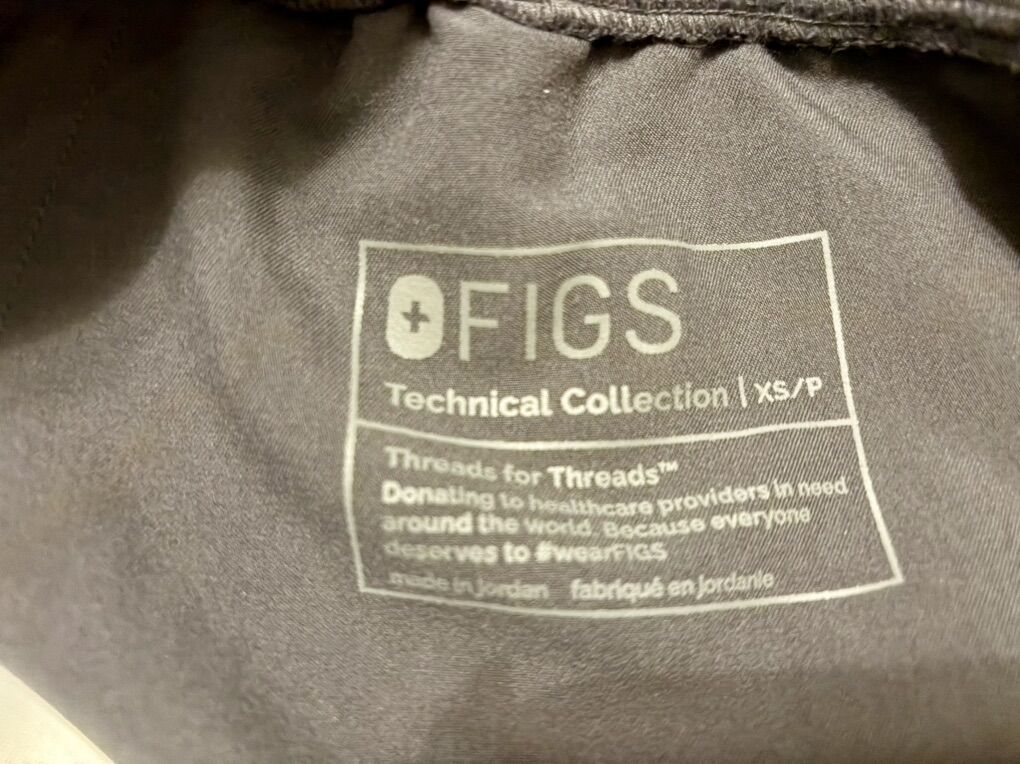 FIGS
Technical Collection | XS/P
Threads for Threads™
Donating to healthcare providers in need
around the world. Because everyone
deserves to #wearFIGS
made in jordan fabriqué en jordanie